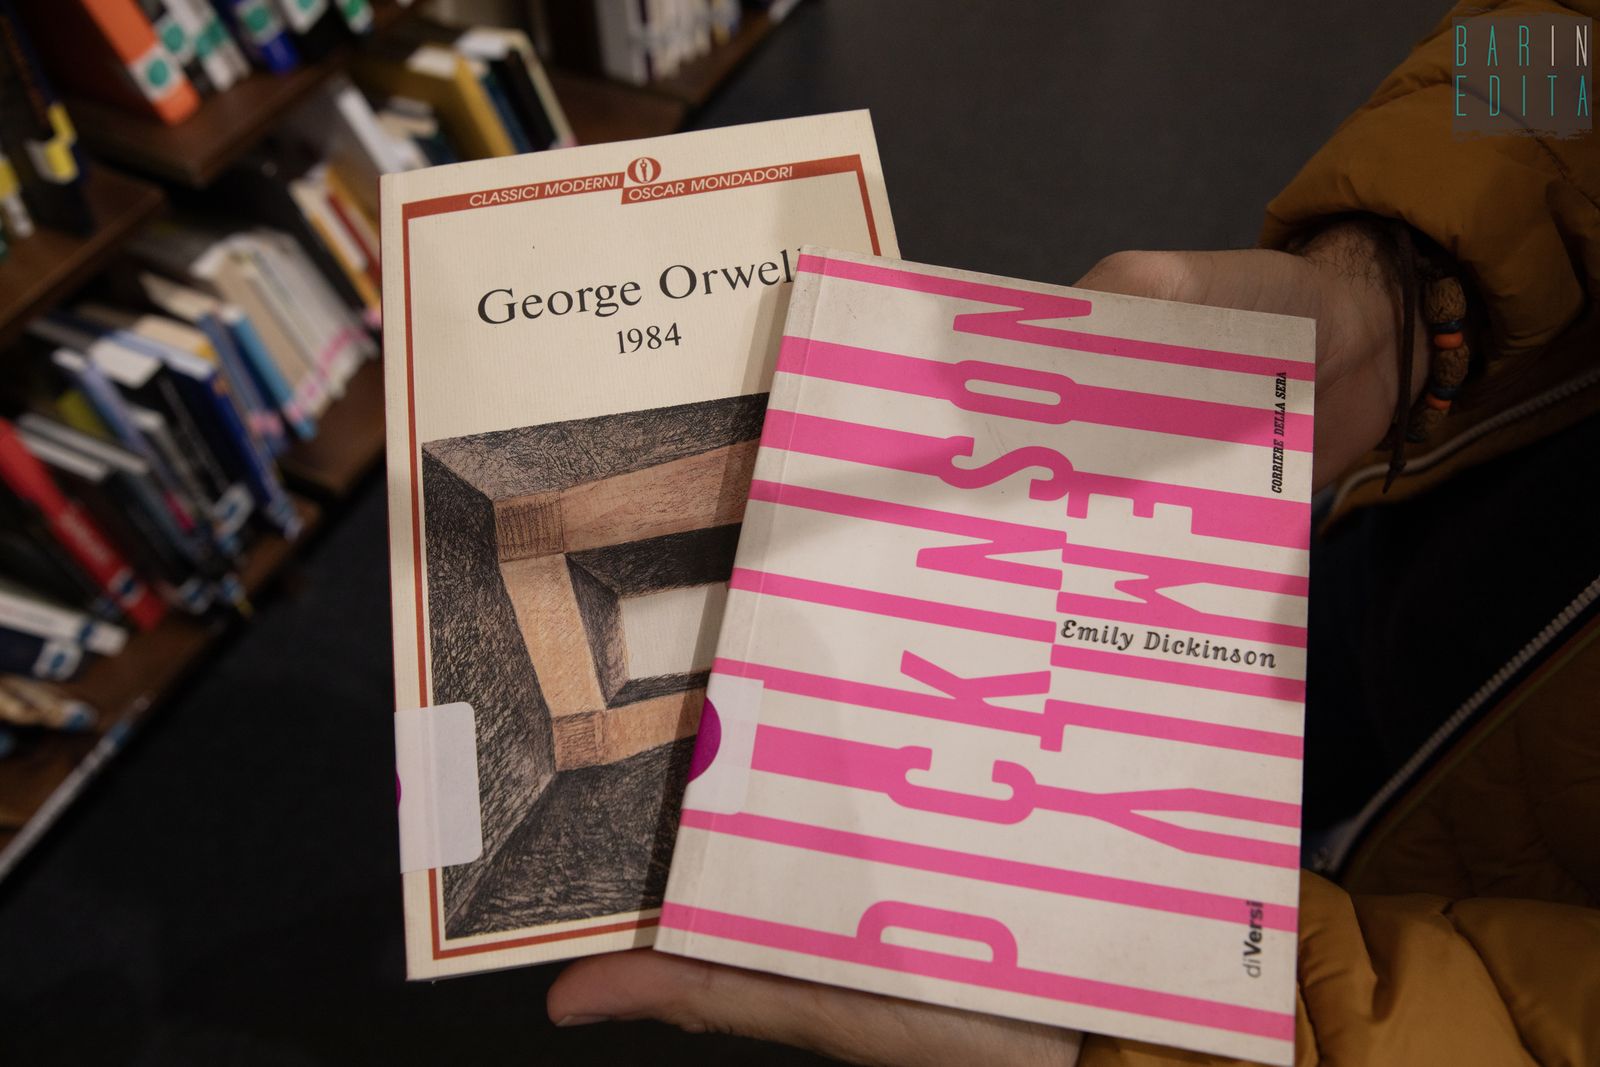 BARIN
EDITA
CLASSICI MODERNI OSCAR MONDADORI
George Orwell
1984
DICKINSON
EMILY
Emily Dickinson
CORRIERE DELLA SERA
diVersi